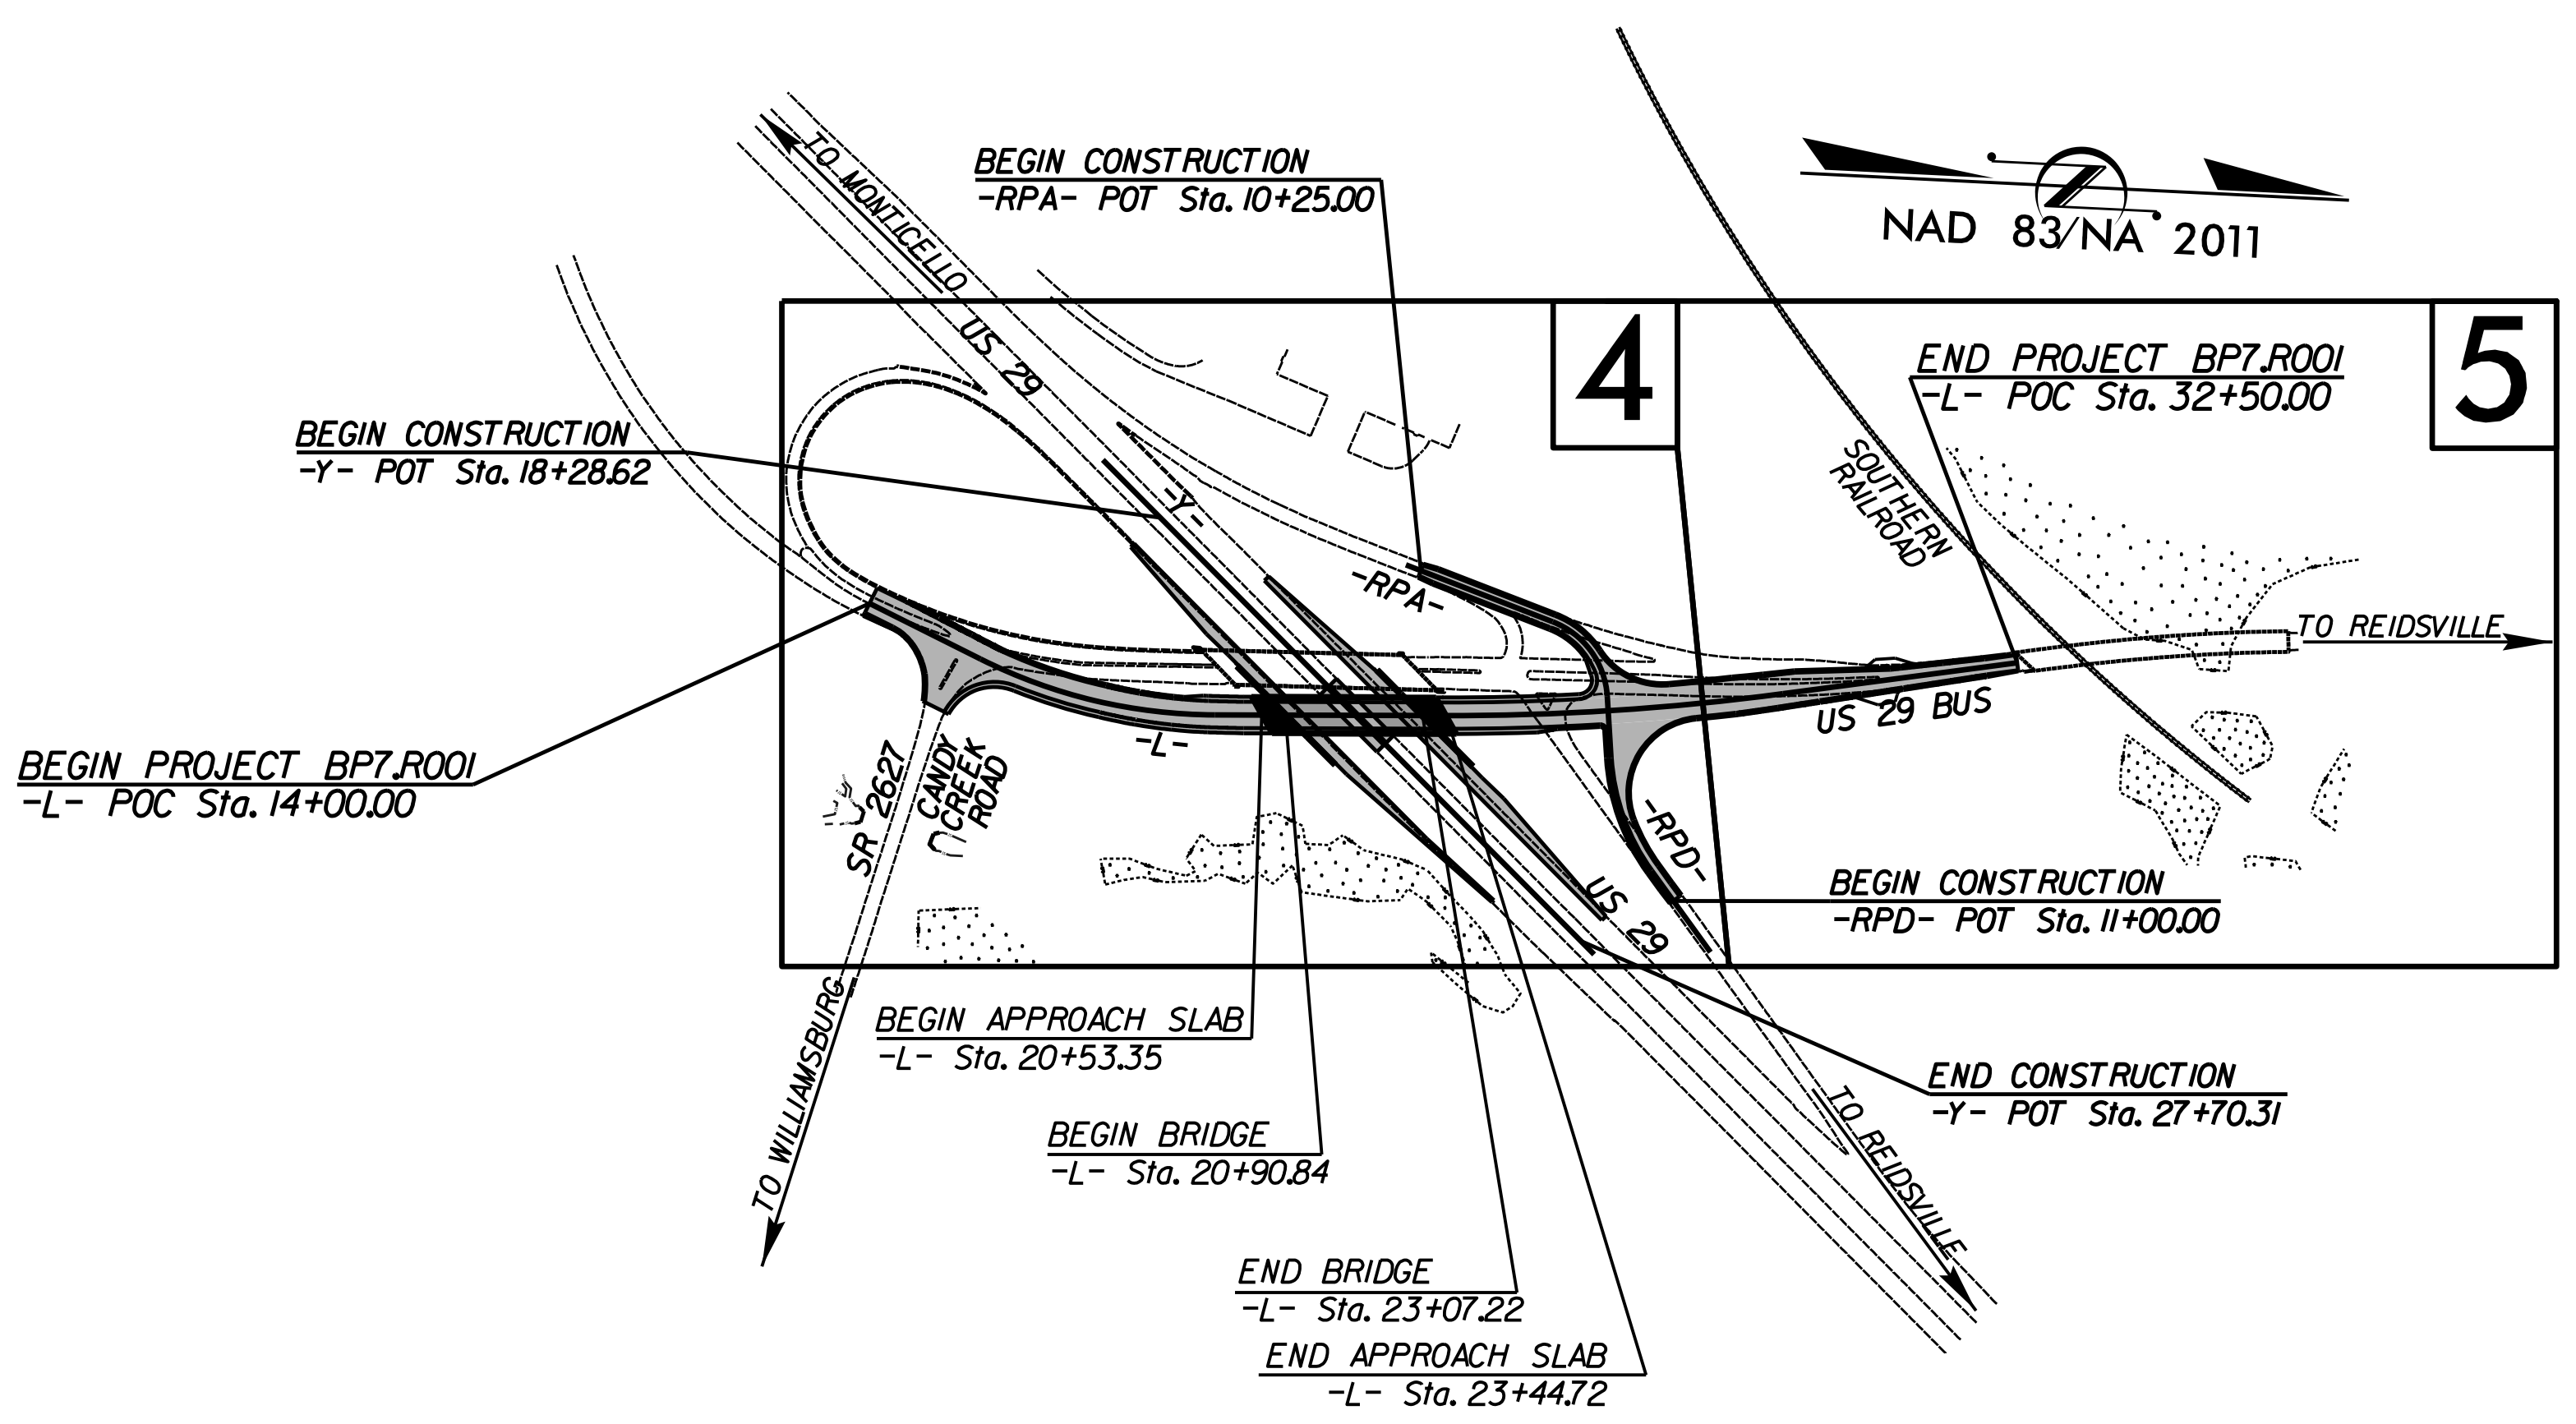 TO MONTICELLO
BEGIN CONSTRUCTION
-RPA- POT Sta. 10+25.00
NAD 83/NA 2011
US 29
4
5
END PROJECT BP7.R001
-L- POC Sta. 32+50.00
BEGIN CONSTRUCTION
-Y- POT Sta. 18+28.62
-Y-
SOUTHERN
RAILROAD
-RPA-
TO REIDSVILLE
US 29 BUS
-L-
BEGIN PROJECT BP7.R001
-L- POC Sta. 14+00.00
SR 2627
CANDY
CREEK
ROAD
-RPD-
US 29
BEGIN CONSTRUCTION
-RPD- POT Sta. 11+00.00
TO WILLIAMSBURG
BEGIN APPROACH SLAB
-L- Sta. 20+53.35
END CONSTRUCTION
-Y- POT Sta. 27+70.31
TO REIDSVILLE
BEGIN BRIDGE
-L- Sta. 20+90.84
END BRIDGE
-L- Sta. 23+07.22
END APPROACH SLAB
-L- Sta. 23+44.72